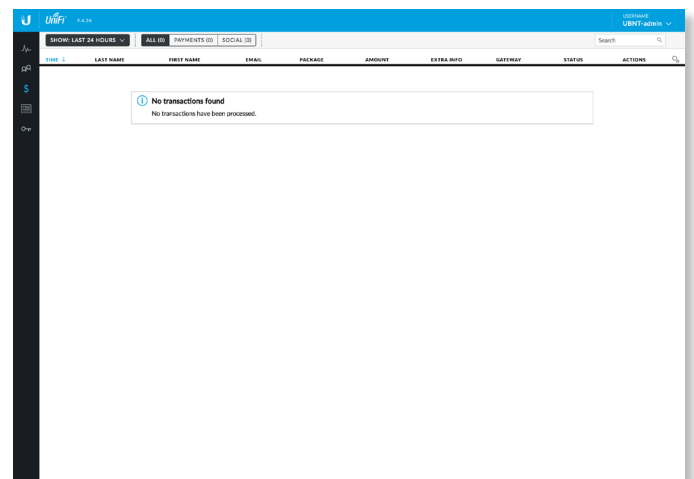 UniFi 5.4.36
USERNAME
UBNT-admin
SHOW: LAST 24 HOURS ALL (0) PAYMENTS (0) SOCIAL (0) Search
TIME ↓ LAST NAME FIRST NAME EMAIL PACKAGE AMOUNT EXTRA INFO GATEWAY STATUS ACTIONS
No transactions found
No transactions have been processed.